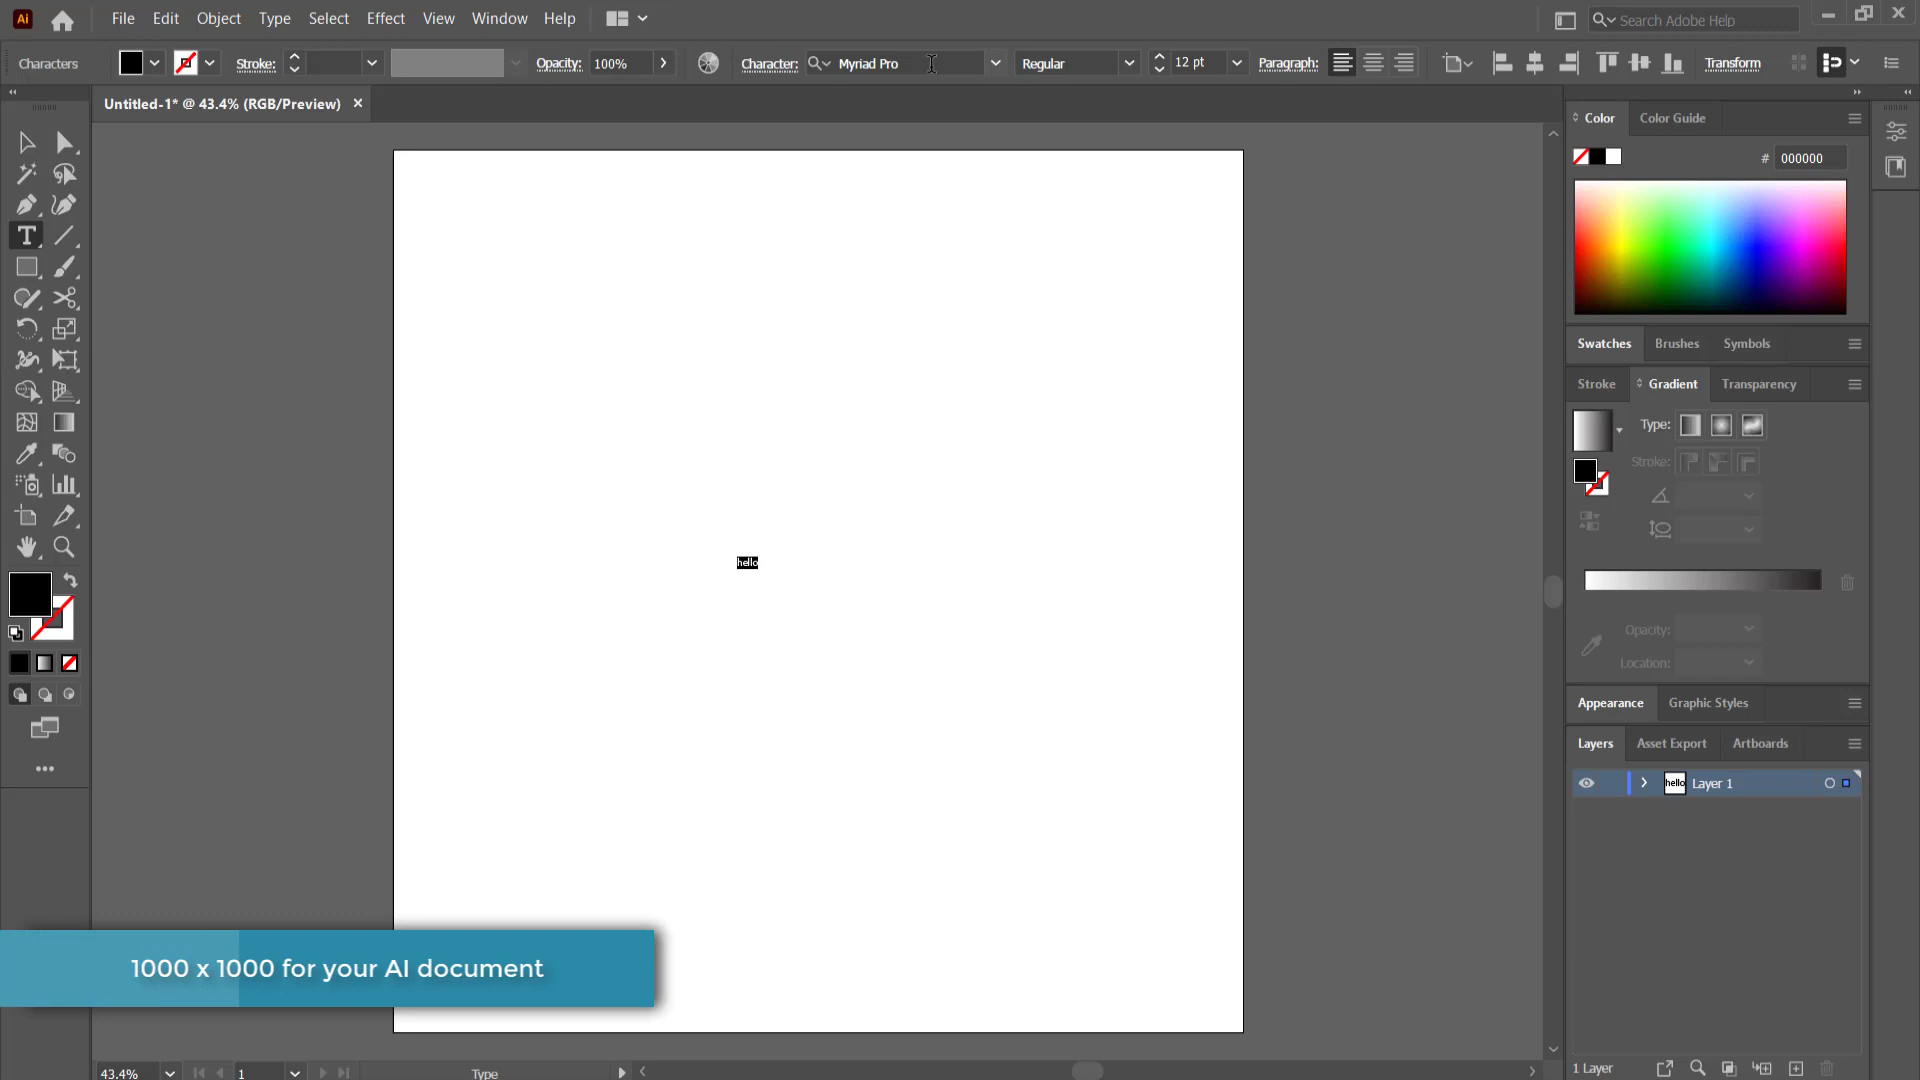 Ai File Edit Object Type Select Effect View Window Help Search Adobe Help
Characters Stroke: Opacity: 100% Character: Myriad Pro Regular 12 pt Paragraph: Transform
Untitled-1* @ 43.4% (RGB/Preview) ×
Color Color Guide
# 000000
Swatches Brushes Symbols
Stroke Gradient Transparency
Type:
Stroke:
hello
Opacity:
Location:
Appearance Graphic Styles
Layers Asset Export Artboards
hello Layer 1
1000 x 1000 for your AI document
43.4% 1 Type
1 Layer